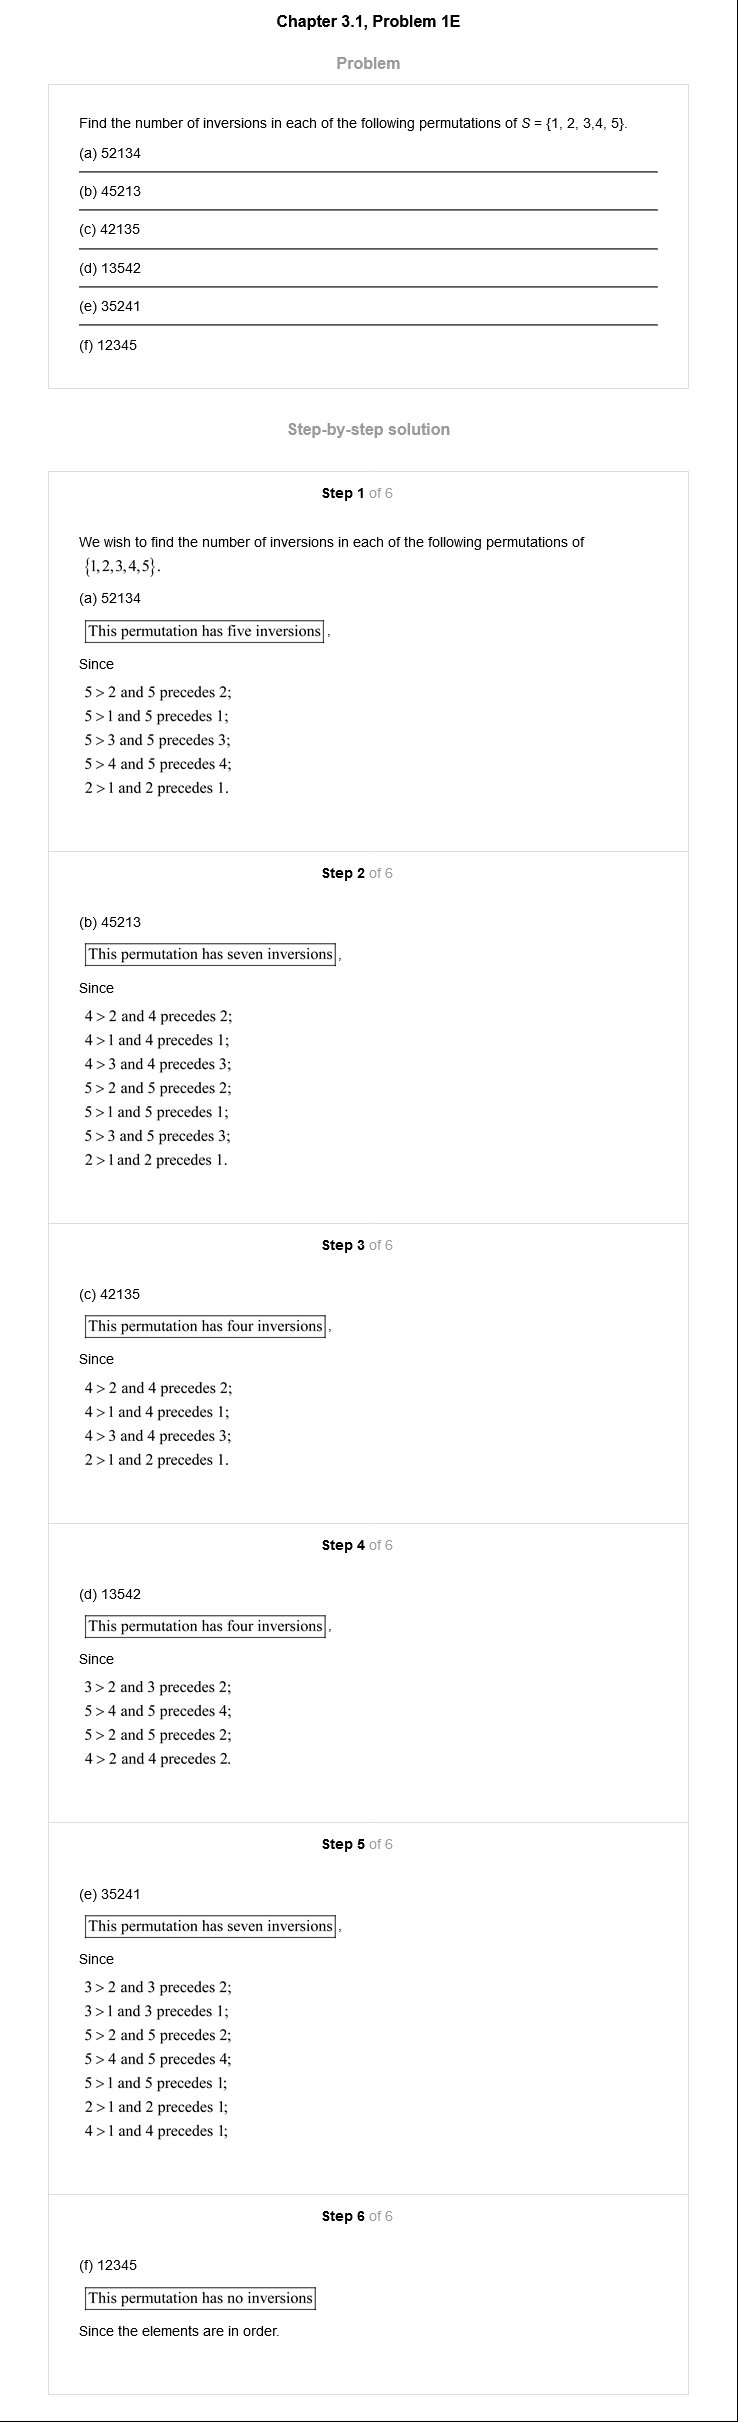 Chapter 3.1, Problem 1E
Problem
Find the number of inversions in each of the following permutations of S = {1, 2, 3,4, 5}.
(a) 52134
(b) 45213
(c) 42135
(d) 13542
(e) 35241
(f) 12345
Step-by-step solution
Step 1 of 6
We wish to find the number of inversions in each of the following permutations of
{1,2,3,4,5}.
(a) 52134
This permutation has five inversions,
Since
5 > 2 and 5 precedes 2;
5 > 1 and 5 precedes 1;
5 > 3 and 5 precedes 3;
5 > 4 and 5 precedes 4;
2 > 1 and 2 precedes 1.
Step 2 of 6
(b) 45213
This permutation has seven inversions,
Since
4 > 2 and 4 precedes 2;
4 > 1 and 4 precedes 1;
4 > 3 and 4 precedes 3;
5 > 2 and 5 precedes 2;
5 > 1 and 5 precedes 1;
5 > 3 and 5 precedes 3;
2 > 1 and 2 precedes 1.
Step 3 of 6
(c) 42135
This permutation has four inversions,
Since
4 > 2 and 4 precedes 2;
4 > 1 and 4 precedes 1;
4 > 3 and 4 precedes 3;
2 > 1 and 2 precedes 1.
Step 4 of 6
(d) 13542
This permutation has four inversions,
Since
3 > 2 and 3 precedes 2;
5 > 4 and 5 precedes 4;
5 > 2 and 5 precedes 2;
4 > 2 and 4 precedes 2.
Step 5 of 6
(e) 35241
This permutation has seven inversions,
Since
3 > 2 and 3 precedes 2;
3 > 1 and 3 precedes 1;
5 > 2 and 5 precedes 2;
5 > 4 and 5 precedes 4;
5 > 1 and 5 precedes 1;
2 > 1 and 2 precedes 1;
4 > 1 and 4 precedes 1;
Step 6 of 6
(f) 12345
This permutation has no inversions
Since the elements are in order.